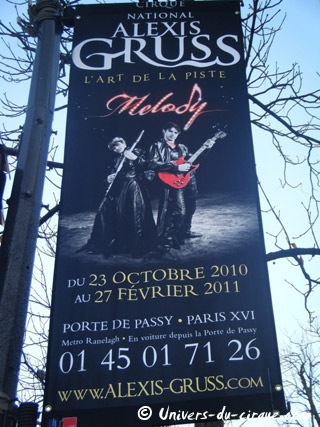 CIRQUE
NATIONAL
ALEXIS
GRUSS
L'ART DE LA PISTE
Melody
DU 23 OCTOBRE 2010
AU 27 FÉVRIER 2011
PORTE DE PASSY • PARIS XVI
Metro Ranelagh • En voiture depuis la Porte de Passy
01 45 01 71 26
WWW.ALEXIS-GRUSS.COM
© Univers-du-cirque.com